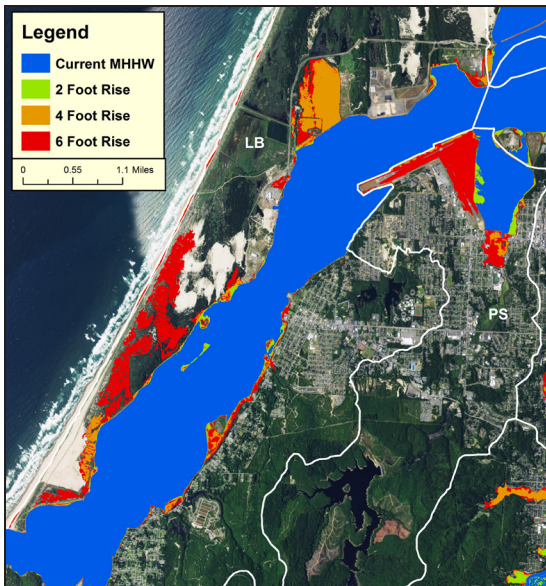 Legend
Current MHHW
2 Foot Rise
4 Foot Rise
6 Foot Rise
0 0.55 1.1 Miles
LB
PS